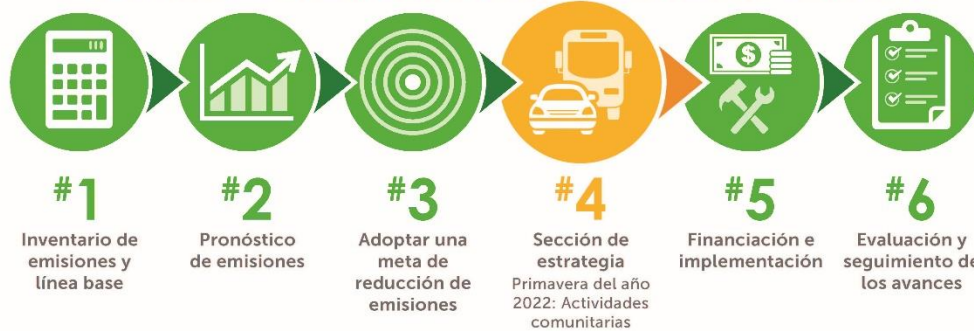 #1
Inventario de
emisiones y
línea base
#2
Pronóstico
de emisiones
#3
Adoptar una
meta de
reducción de
emisiones
#4
Sección de
estrategia
Primavera del año
2022: Actividades
comunitarias
$
#5
Financiación e
implementación
#6
Evaluación y
seguimiento de
los avances